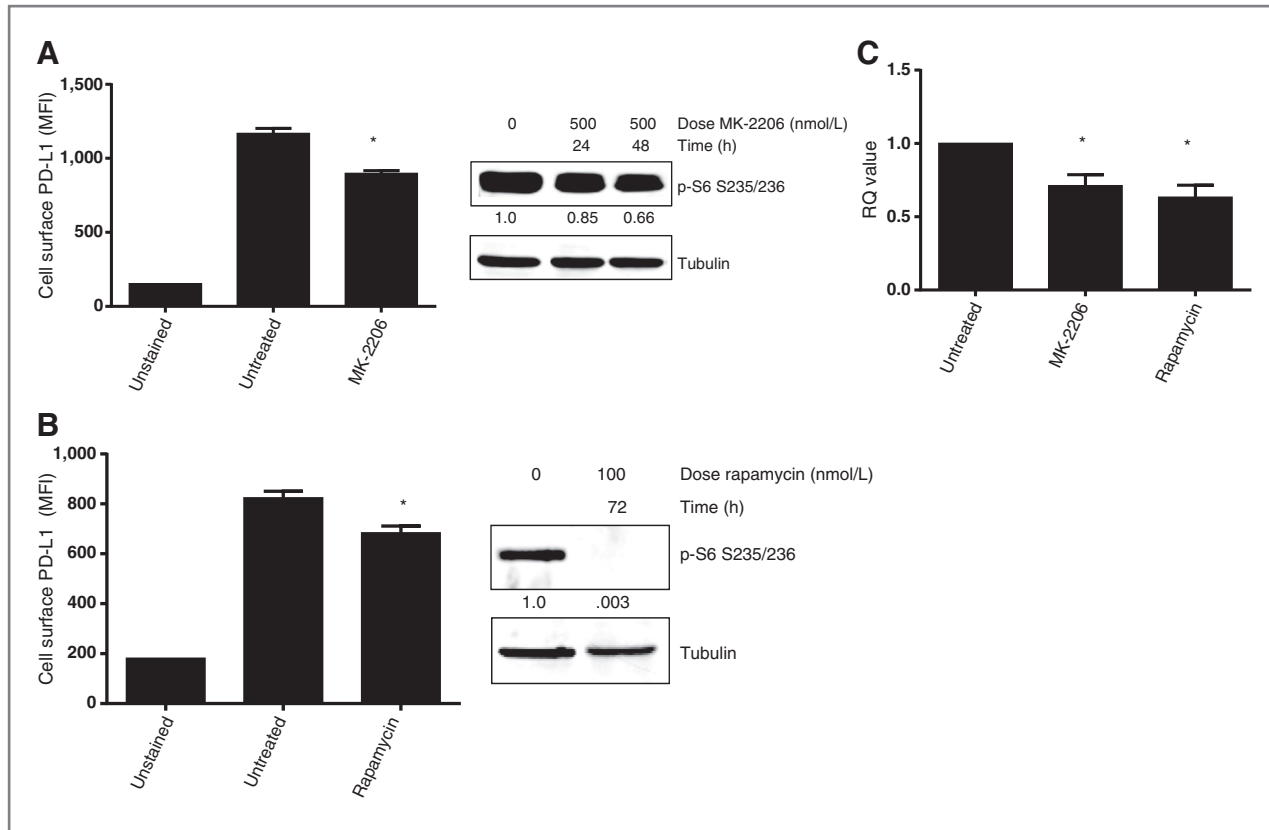 A
Cell surface PD-L1 (MFI)
1,500
1,000
500
0
*
Unstained
Untreated
MK-2206
0 500 500 Dose MK-2206 (nmol/L)
24 48 Time (h)
p-S6 S235/236
1.0 0.85 0.66
Tubulin
C
RQ value
1.5
1.0
0.5
0.0
* *
Untreated
MK-2206
Rapamycin
B
Cell surface PD-L1 (MFI)
1,000
800
600
400
200
0
*
Unstained
Untreated
Rapamycin
0 100 Dose rapamycin (nmol/L)
72 Time (h)
p-S6 S235/236
1.0 .003
Tubulin